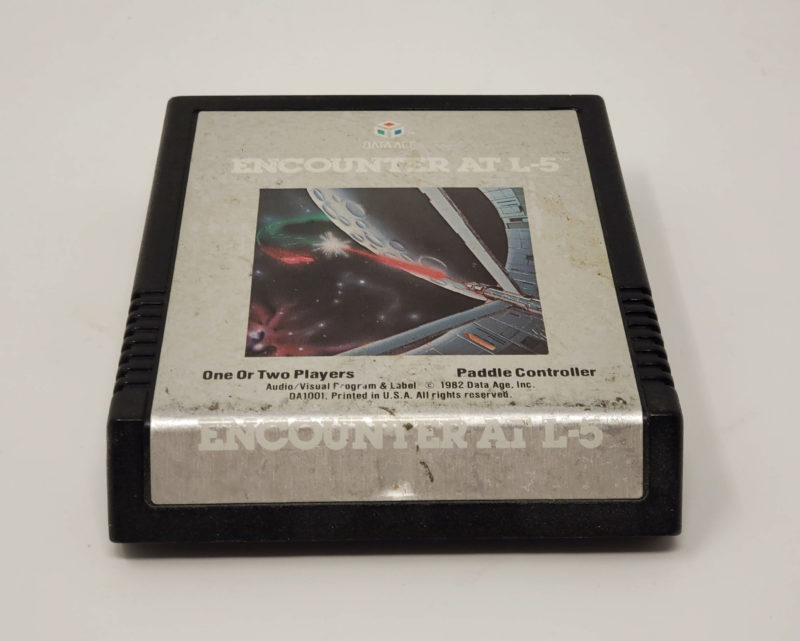 DATA AGE
ENCOUNTER AT L-5™
One Or Two Players
Paddle Controller
Audio/Visual Program & Label © 1982 Data Age, Inc.
DA1001, Printed in U.S.A. All rights reserved.
ENCOUNTER AT L-5